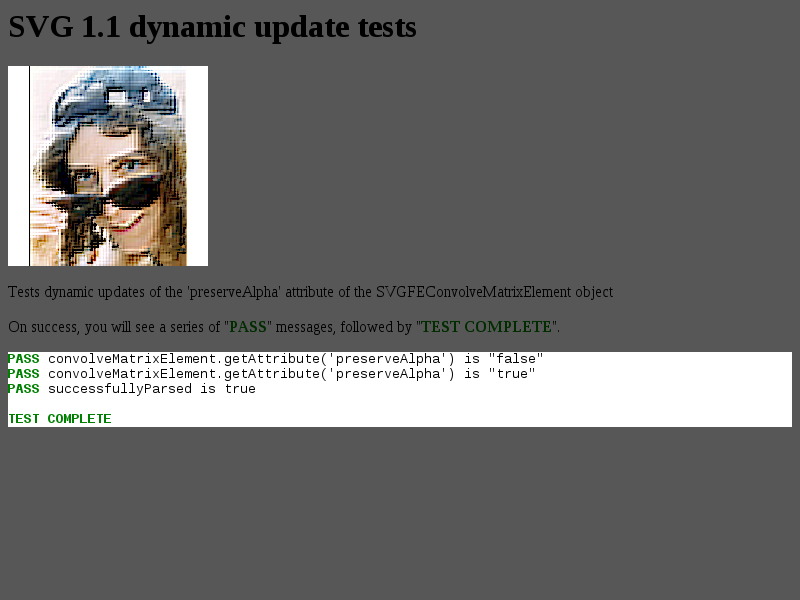 SVG 1.1 dynamic update tests
Tests dynamic updates of the 'preserveAlpha' attribute of the SVGFEConvolveMatrixElement object
On success, you will see a series of "PASS" messages, followed by "TEST COMPLETE".
PASS convolveMatrixElement.getAttribute('preserveAlpha') is "false"
PASS convolveMatrixElement.getAttribute('preserveAlpha') is "true"
PASS successfullyParsed is true
TEST COMPLETE